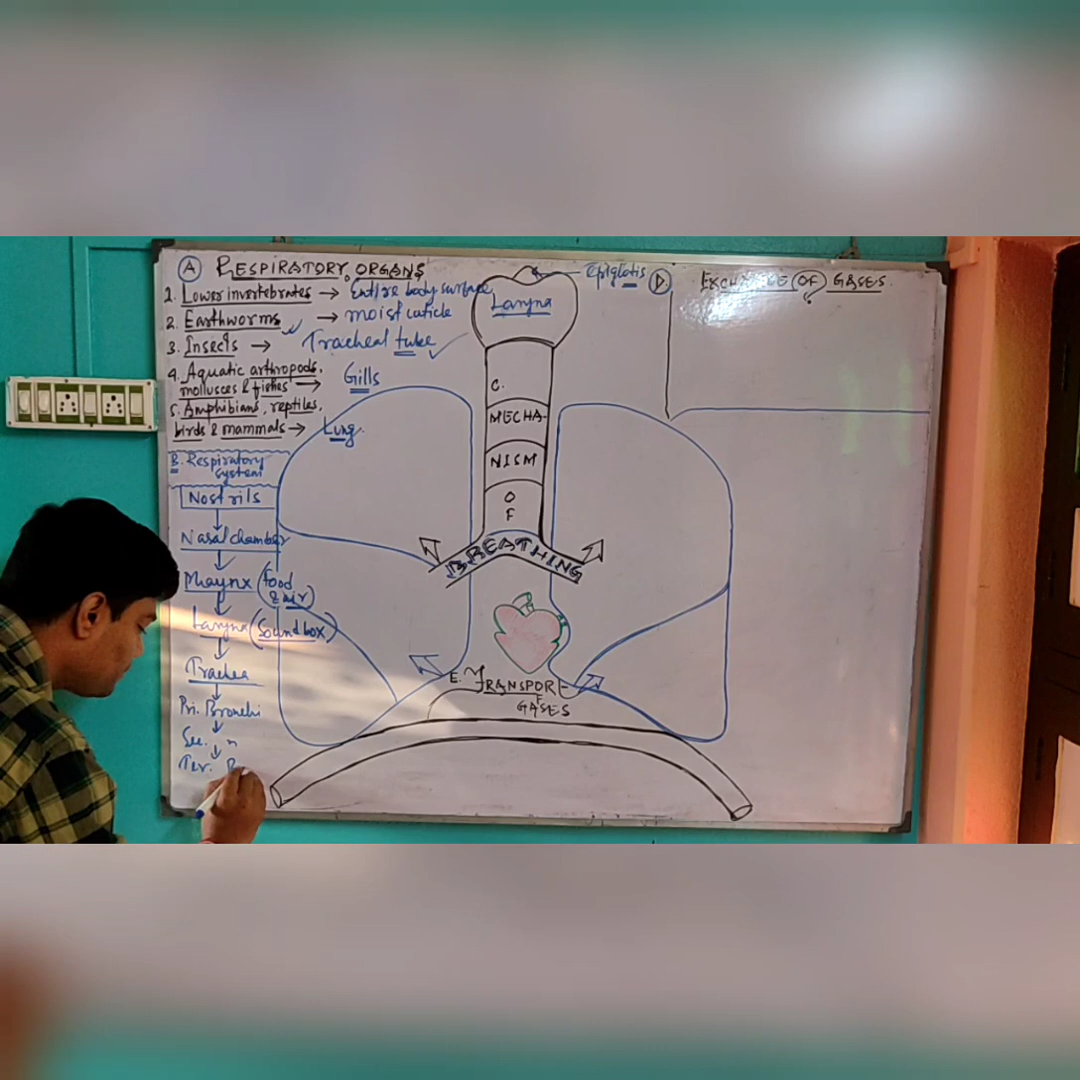 A RESPIRATORY ORGANS
1. Lower invertebrates → Entire body surface
2. Earthworms → moist cuticle
3. Insects → Tracheal tube
4. Aquatic arthropods,
molluscs & fishes → Gills
5. Amphibians, reptiles,
birds & mammals → Lung.
B. Respiratory
system
Nostrils
Nasal chamber
Pharynx (food
& air)
Larynx (Sound box)
Trachea
Pri. Bronchi
Sec. "
Ter. B
Epiglotis
Larynx
C.
MECHA-
NISM
OF
BREATHING
E. TRANSPORT
GASES
D. EXCHANGE OF GASES